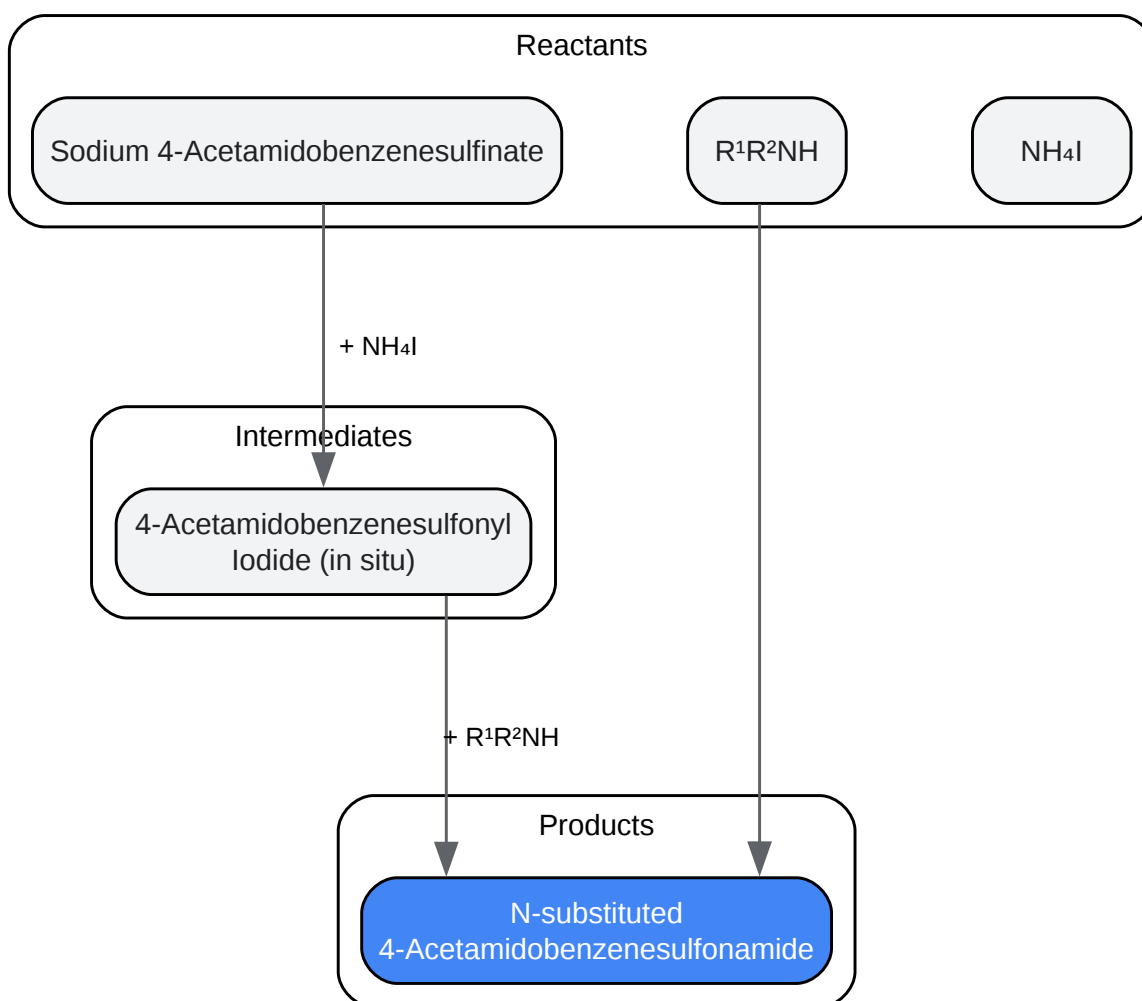 Reactants
Sodium 4-Acetamidobenzenesulfinate
R¹R²NH
NH₄I
+ NH₄I
Intermediates
4-Acetamidobenzenesulfonyl
Iodide (in situ)
+ R¹R²NH
Products
N-substituted
4-Acetamidobenzenesulfonamide